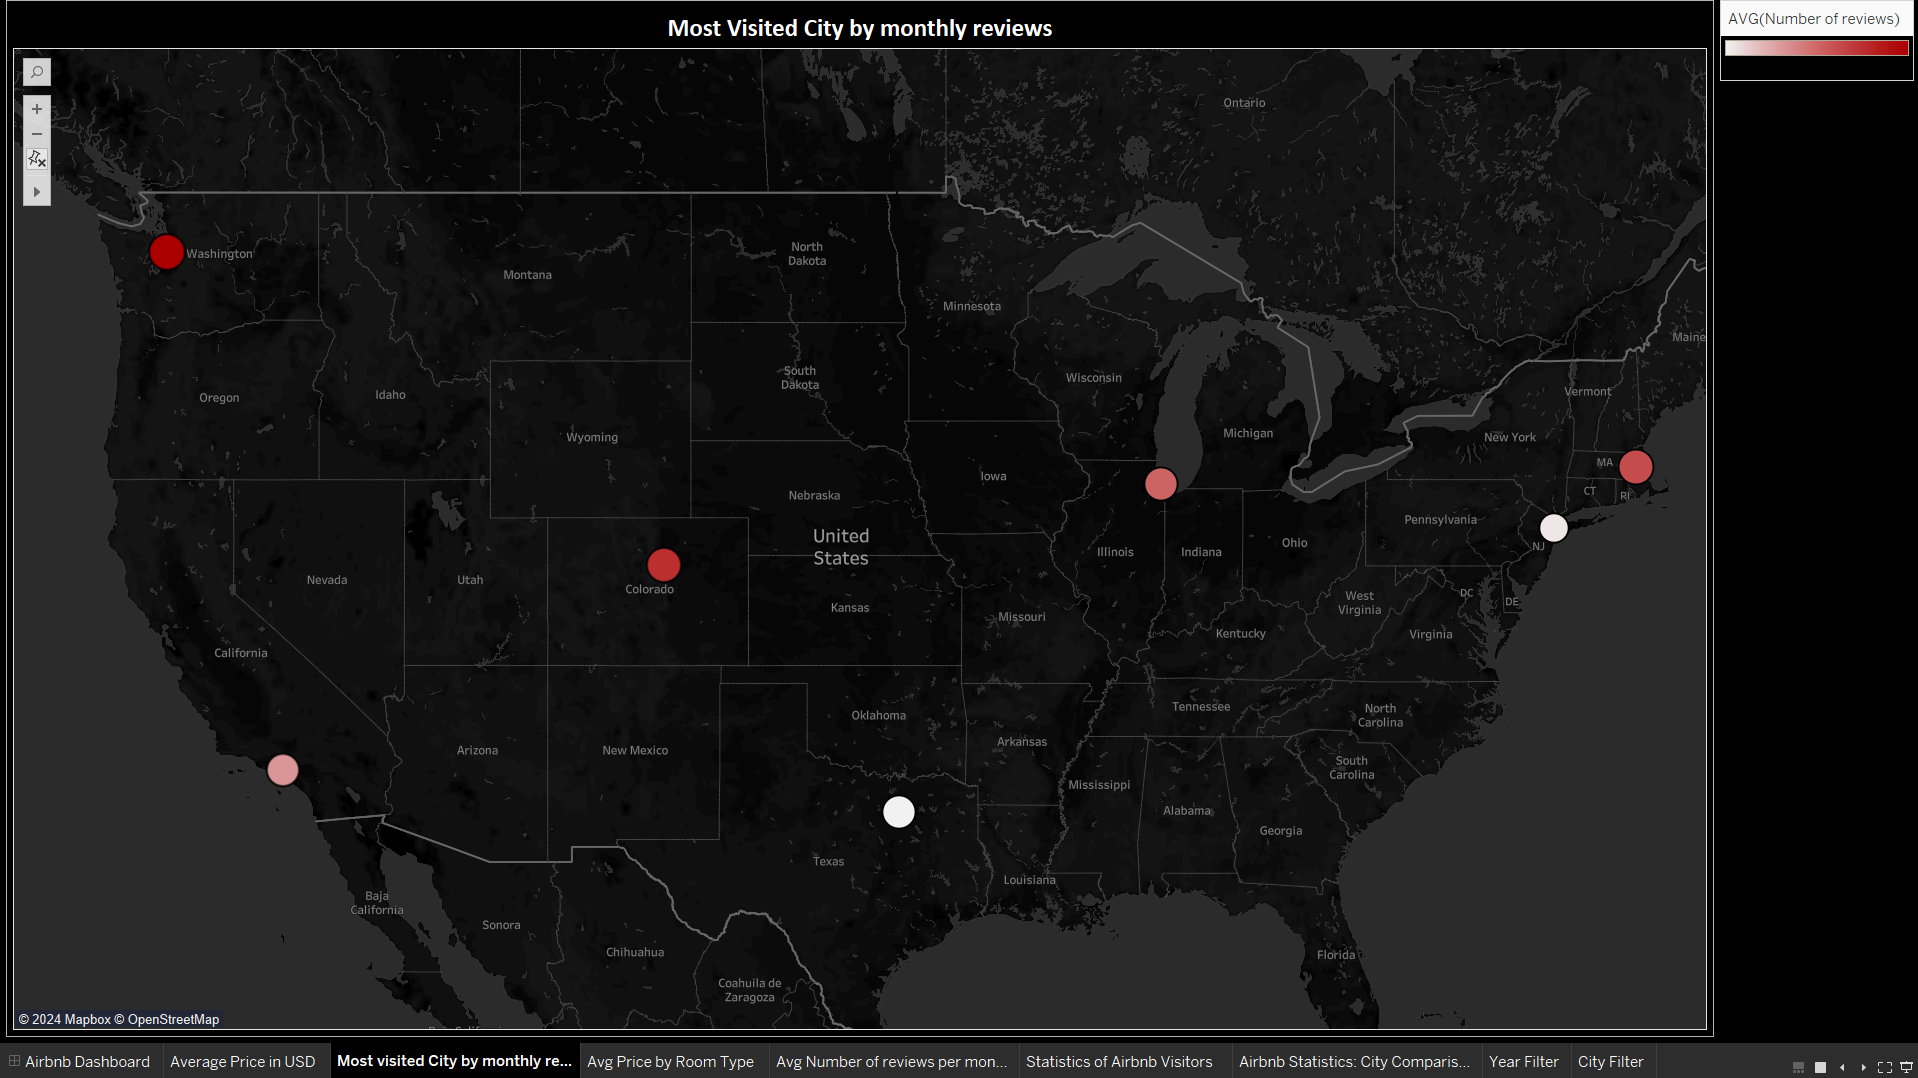 Most Visited City by monthly reviews
AVG(Number of reviews)
Ontario
Washington
Montana
North
Dakota
Minnesota
Maine
Oregon
Idaho
South
Dakota
Wisconsin
Vermont
Wyoming
Michigan
New York
MA
Iowa
CT
RI
Nebraska
Pennsylvania
United
States
NJ
Ohio
Illinois
Indiana
Nevada
Utah
Colorado
Kansas
West
Virginia
DC
DE
Missouri
Kentucky
Virginia
California
Tennessee
North
Carolina
Oklahoma
Arkansas
Arizona
New Mexico
South
Carolina
Mississippi
Alabama
Georgia
Texas
Louisiana
Baja
California
Sonora
Chihuahua
Florida
Coahuila de
Zaragoza
© 2024 Mapbox © OpenStreetMap
Airbnb Dashboard
Average Price in USD
Most visited City by monthly re...
Avg Price by Room Type
Avg Number of reviews per mon...
Statistics of Airbnb Visitors
Airbnb Statistics: City Comparis...
Year Filter
City Filter